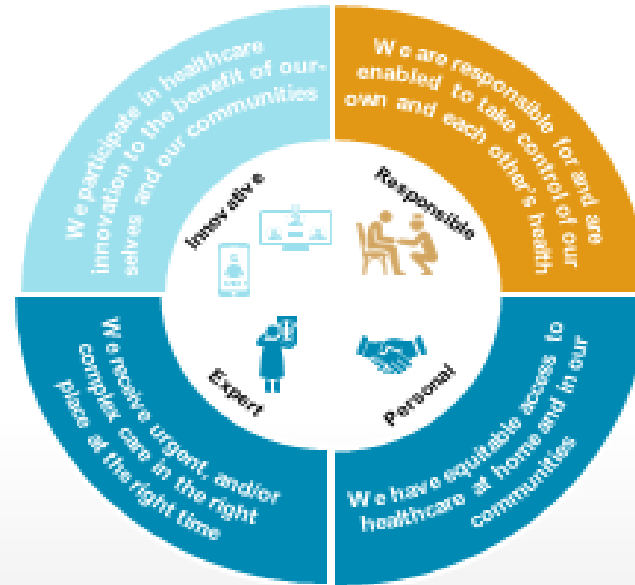 We participate in healthcare
innovation to the benefit of our-
selves and our communities
We are responsible for and are
enabled to take control of our
own and each other's health
Innovative
Responsible
Expert
Personal
We receive urgent, and/or
complex care in the right
place at the right time
We have equitable access to
healthcare at home and in our
communities